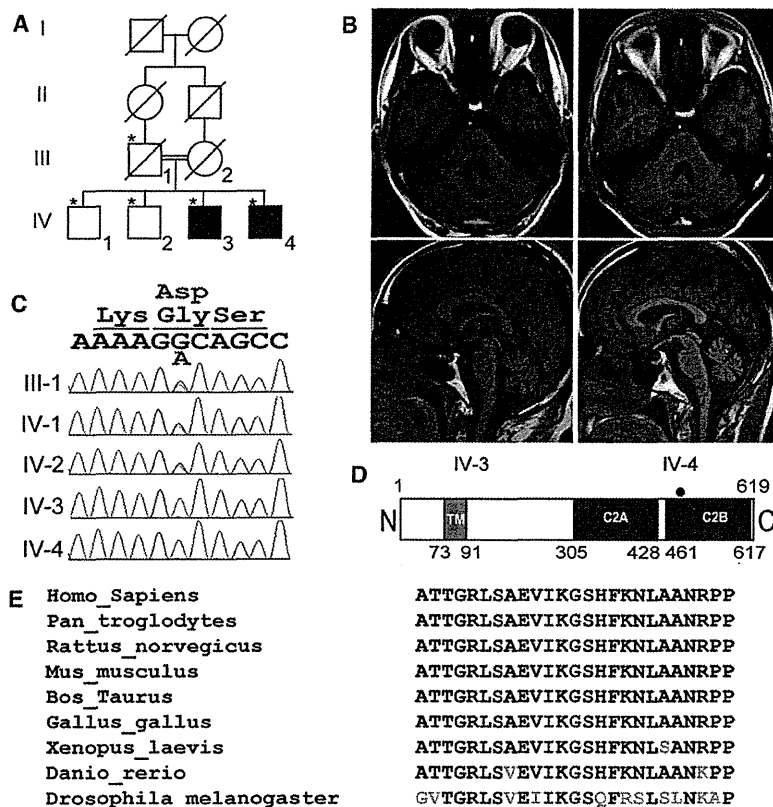 A
I
II
III
* 1 2
IV
* 1 * 2 * 3 * 4
B
IV-3 IV-4
C
Asp
Lys Gly Ser
AAAAGGCAGCC
A
III-1
IV-1
IV-2
IV-3
IV-4
D
1 619
N TM C2A C2B C
73 91 305 428 461 617
E
Homo_Sapiens ATTGRLSAEVIKGSHFKNLAANRPP
Pan_troglodytes ATTGRLSAEVIKGSHFKNLAANRPP
Rattus_norvegicus ATTGRLSAEVIKGSHFKNLAANRPP
Mus_musculus ATTGRLSAEVIKGSHFKNLAANRPP
Bos_Taurus ATTGRLSAEVIKGSHFKNLAANRPP
Gallus_gallus ATTGRLSAEVIKGSHFKNLAANRPP
Xenopus_laevis ATTGRLSAEVIKGSHFKNLSANRPP
Danio_rerio ATTGRLSVEVIKGSHFKNLAANKPP
Drosophila melanogaster GVTGRLSVEIIKGSQFRSLSLNKAP